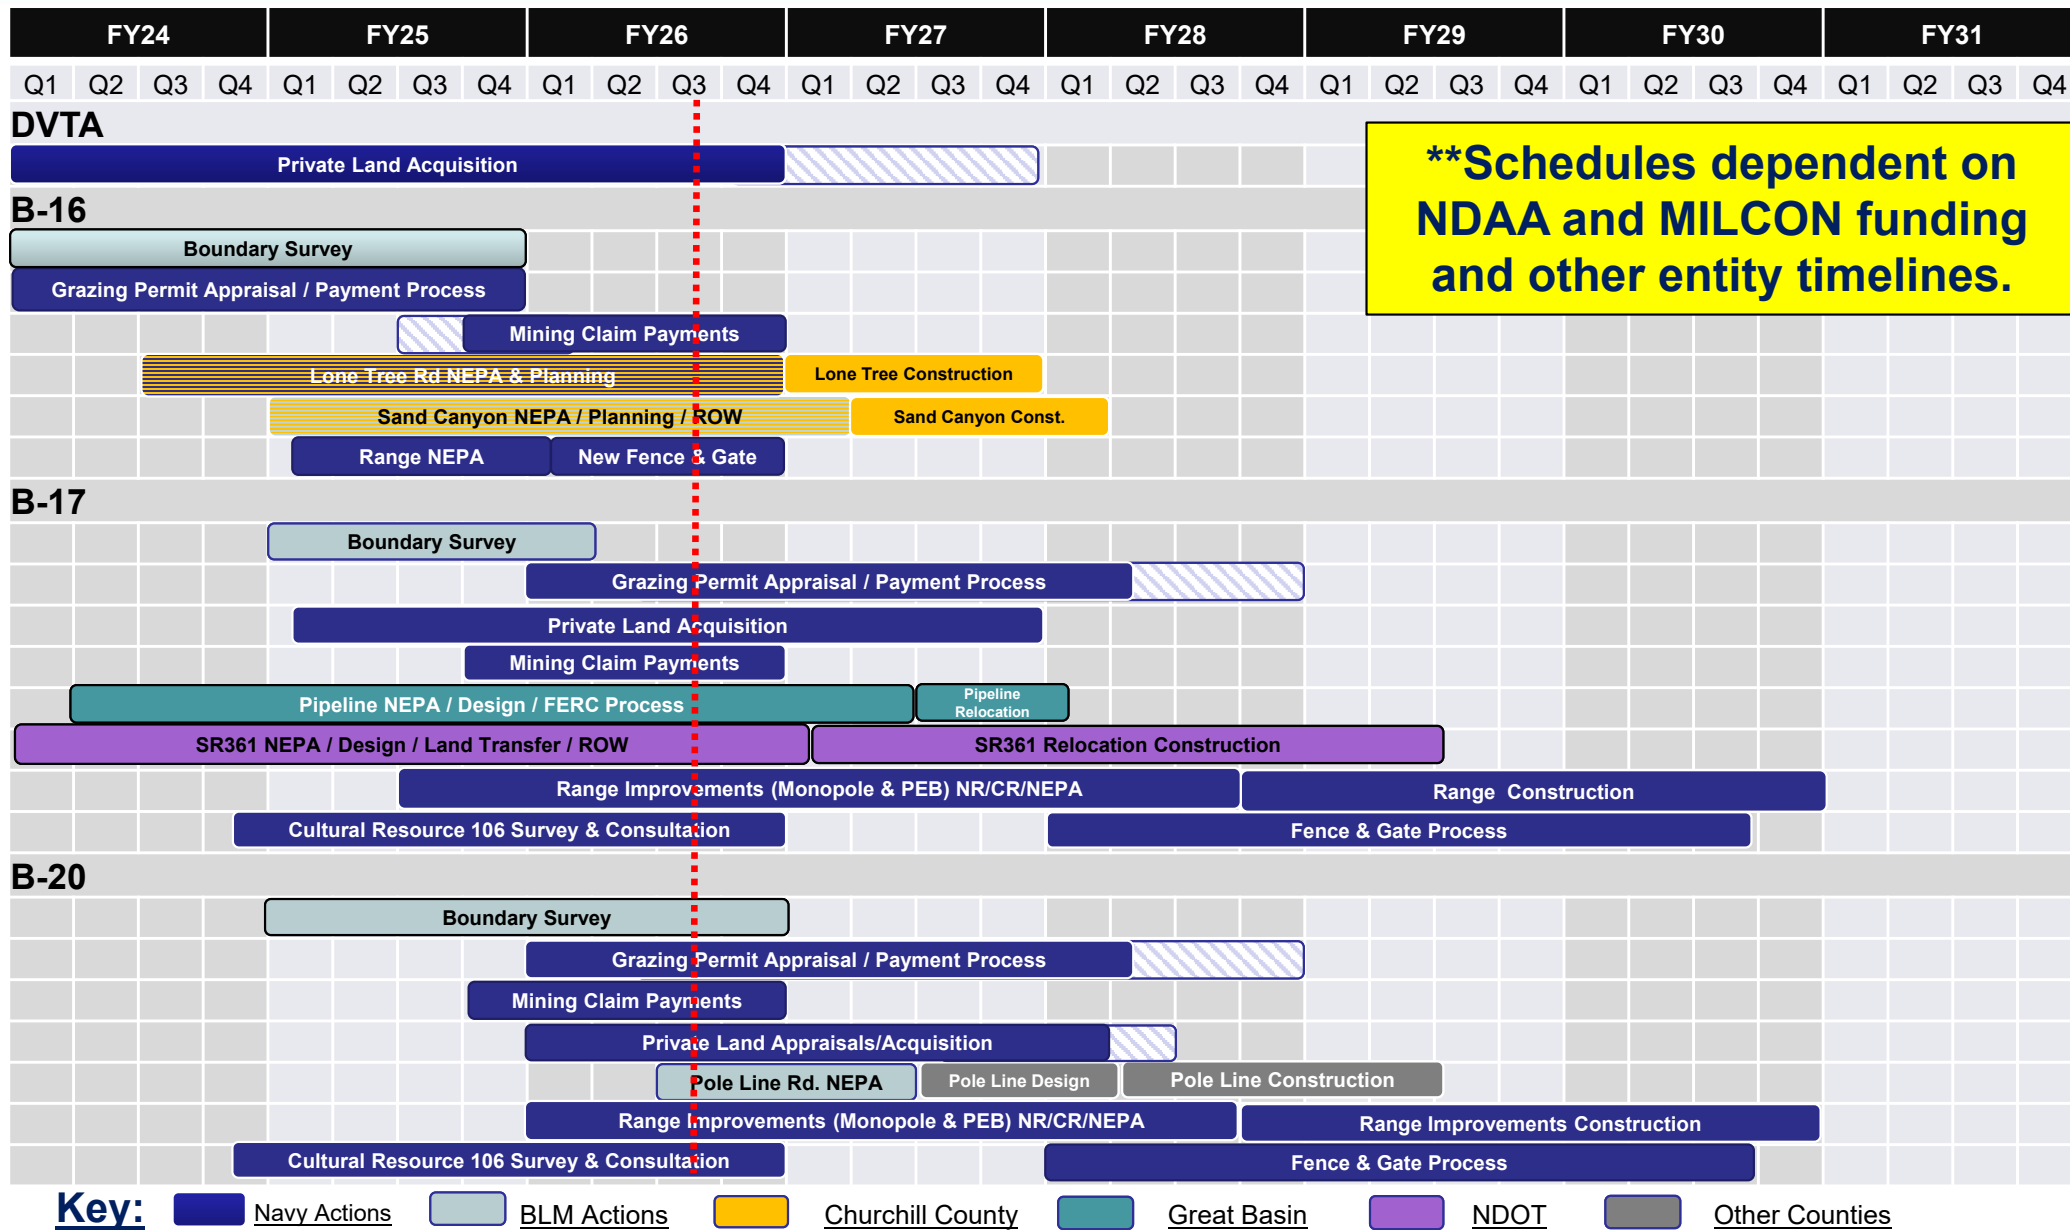 FY24 FY25 FY26 FY27 FY28 FY29 FY30 FY31
Q1 Q2 Q3 Q4 Q1 Q2 Q3 Q4 Q1 Q2 Q3 Q4 Q1 Q2 Q3 Q4 Q1 Q2 Q3 Q4 Q1 Q2 Q3 Q4 Q1 Q2 Q3 Q4 Q1 Q2 Q3 Q4
DVTA
Private Land Acquisition
**Schedules dependent on
NDAA and MILCON funding
and other entity timelines.
B-16
Boundary Survey
Grazing Permit Appraisal / Payment Process
Mining Claim Payments
Lone Tree Rd NEPA & Planning Lone Tree Construction
Sand Canyon NEPA / Planning / ROW Sand Canyon Const.
Range NEPA New Fence & Gate
B-17
Boundary Survey
Grazing Permit Appraisal / Payment Process
Private Land Acquisition
Mining Claim Payments
Pipeline NEPA / Design / FERC Process
Pipeline
Relocation
SR361 NEPA / Design / Land Transfer / ROW SR361 Relocation Construction
Range Improvements (Monopole & PEB) NR/CR/NEPA Range Construction
Cultural Resource 106 Survey & Consultation Fence & Gate Process
B-20
Boundary Survey
Grazing Permit Appraisal / Payment Process
Mining Claim Payments
Private Land Appraisals/Acquisition
Pole Line Rd. NEPA Pole Line Design Pole Line Construction
Range Improvements (Monopole & PEB) NR/CR/NEPA Range Improvements Construction
Cultural Resource 106 Survey & Consultation Fence & Gate Process
Key: Navy Actions BLM Actions Churchill County Great Basin NDOT Other Counties